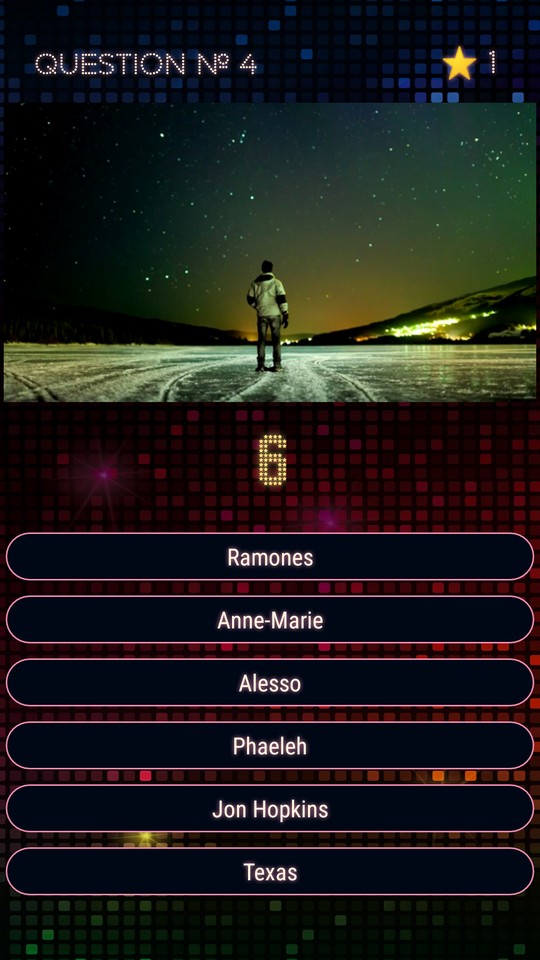 QUESTION № 4
1
6
Ramones
Anne-Marie
Alesso
Phaeleh
Jon Hopkins
Texas